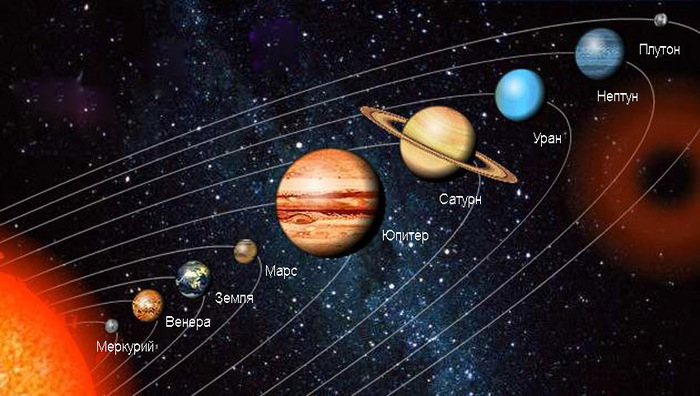 Плутон
Нептун
Уран
Сатурн
Юпитер
Марс
Земля
Венера
Меркурий